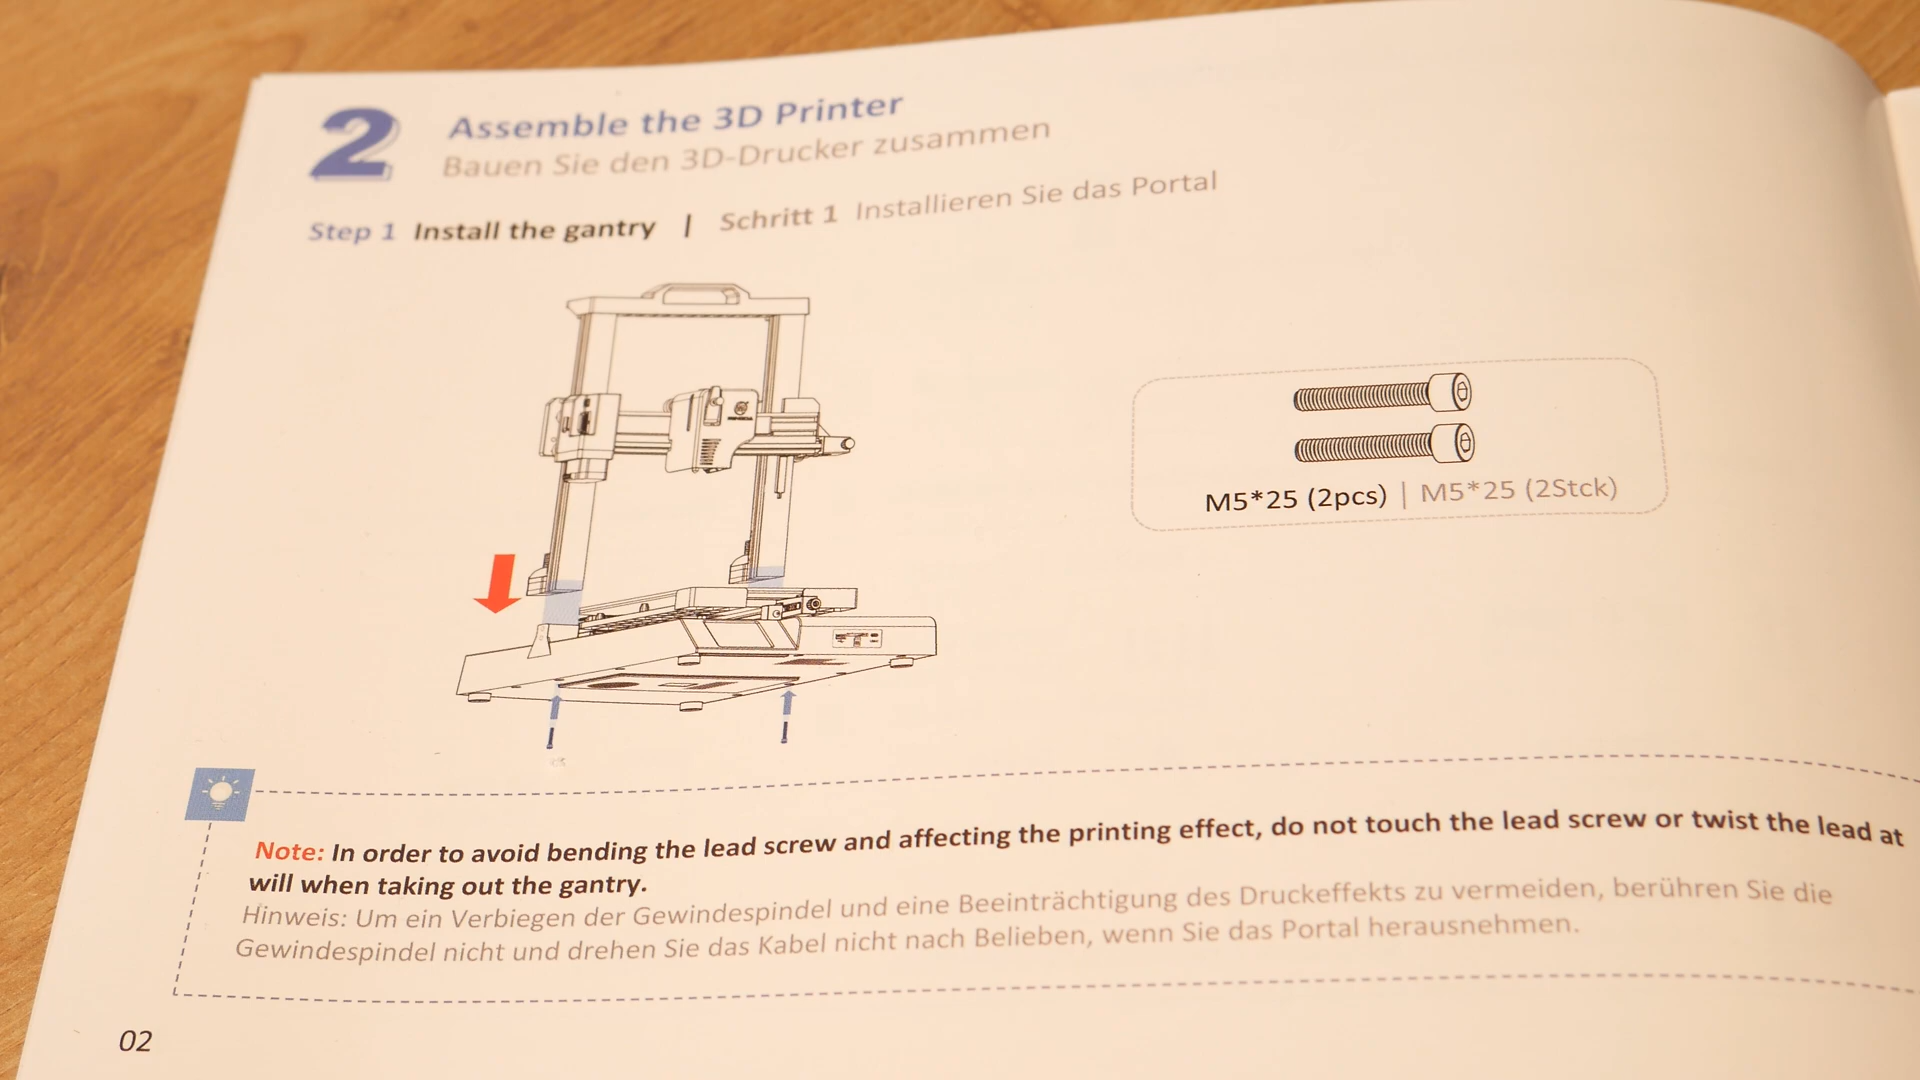 2
Assemble the 3D Printer
Bauen Sie den 3D-Drucker zusammen
Step 1 Install the gantry | Schritt 1 Installieren Sie das Portal
M5*25 (2pcs) | M5*25 (2Stck)
Note: In order to avoid bending the lead screw and affecting the printing effect, do not touch the lead screw or twist the lead at
will when taking out the gantry.
Hinweis: Um ein Verbiegen der Gewindespindel und eine Beeinträchtigung des Druckeffekts zu vermeiden, berühren Sie die
Gewindespindel nicht und drehen Sie das Kabel nicht nach Belieben, wenn Sie das Portal herausnehmen.
02